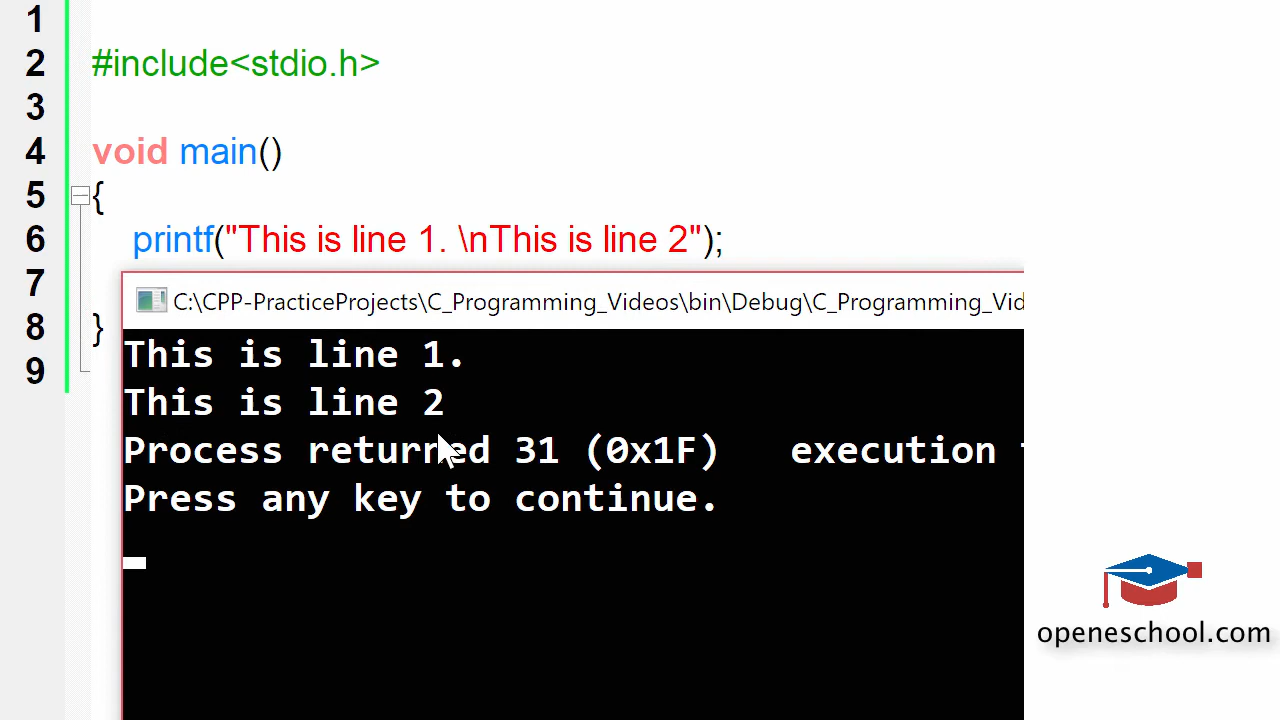 1
2 #include<stdio.h>
3
4 void main()
5 {
6 printf("This is line 1. \nThis is line 2");
7
8 }
9
C:\CPP-PracticeProjects\C_Programming_Videos\bin\Debug\C_Programming_Vid
This is line 1.
This is line 2
Process returned 31 (0x1F) execution
Press any key to continue.
openeschool.com